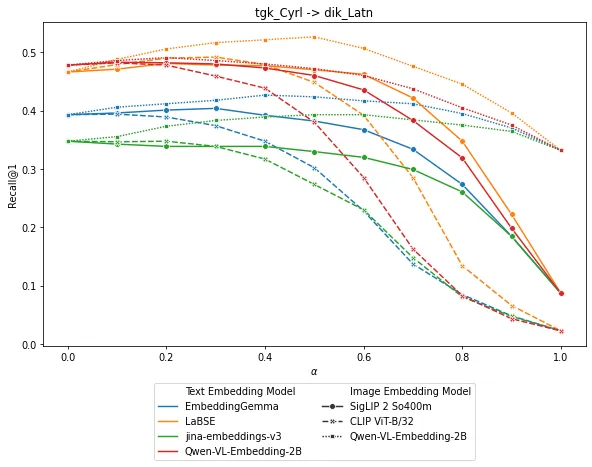 tgk_Cyrl -> dik_Latn
Recall@1
0.5
0.4
0.3
0.2
0.1
0.0
0.0 0.2 0.4 0.6 0.8 1.0
α
Text Embedding Model Image Embedding Model
EmbeddingGemma SigLIP 2 So400m
LaBSE CLIP ViT-B/32
jina-embeddings-v3 Qwen-VL-Embedding-2B
Qwen-VL-Embedding-2B